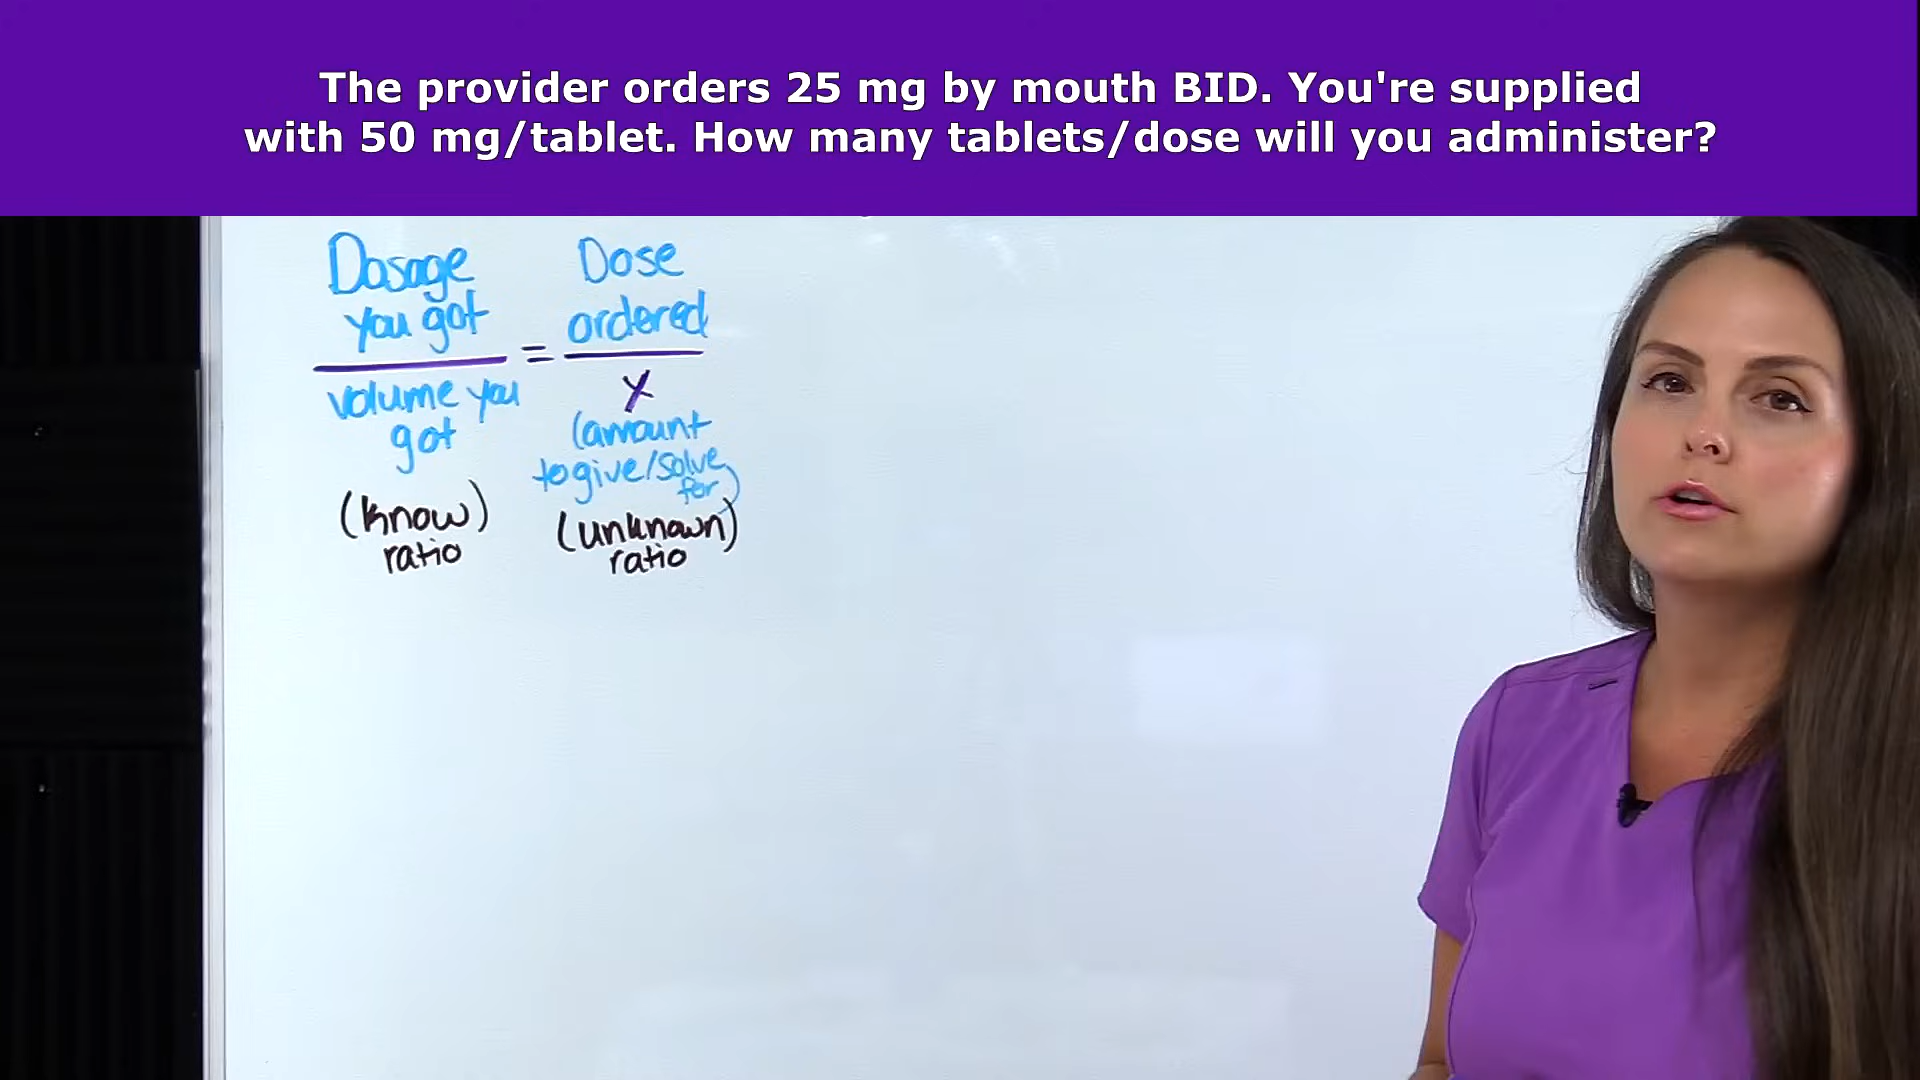 The provider orders 25 mg by mouth BID. You're supplied
with 50 mg/tablet. How many tablets/dose will you administer?
Dosage
you got
volume you
got
(know)
ratio
=
Dose
ordered
X
(amount
to give/solve
for)
(unknown)
ratio